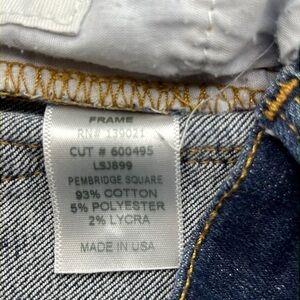 FRAME
RN# 139021
CUT # 600495
LSJ899
PEMBRIDGE SQUARE
93% COTTON
5% POLYESTER
2% LYCRA
MADE IN USA